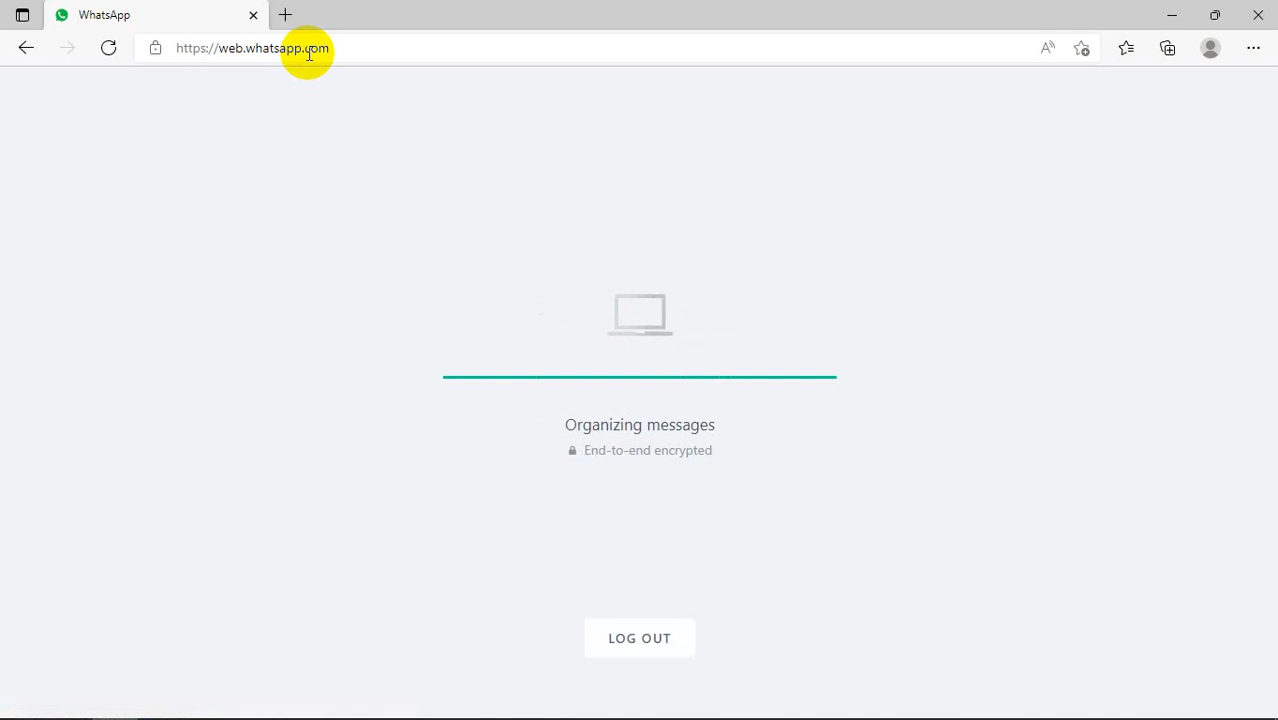 WhatsApp
https://web.whatsapp.com
Organizing messages
End-to-end encrypted
LOG OUT